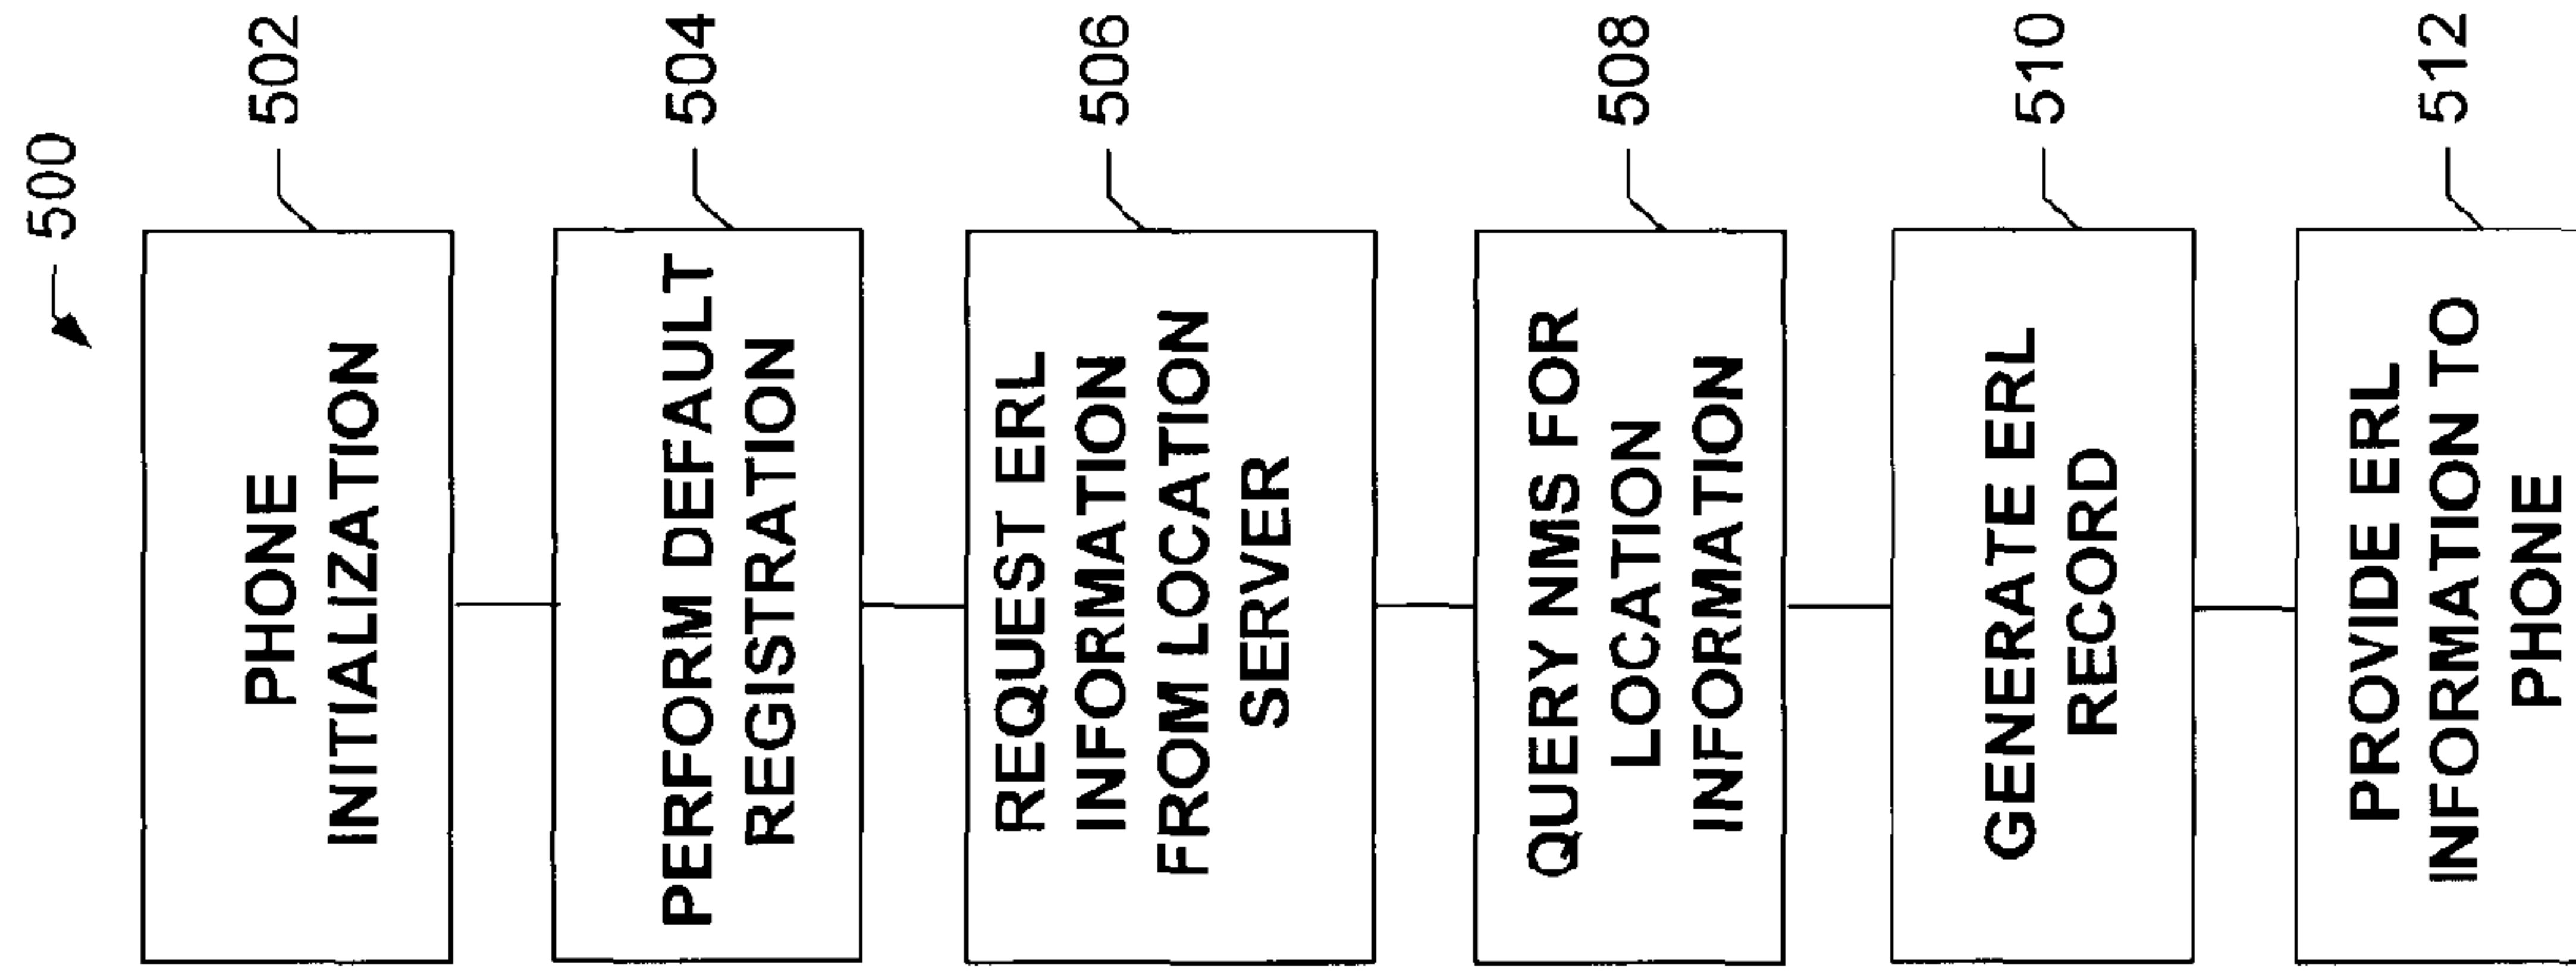 500
PHONE
INITIALIZATION
502
PERFORM DEFAULT
REGISTRATION
504
REQUEST ERL
INFORMATION
FROM LOCATION
SERVER
506
QUERY NMS FOR
LOCATION
INFORMATION
508
GENERATE ERL
RECORD
510
PROVIDE ERL
INFORMATION TO
PHONE
512